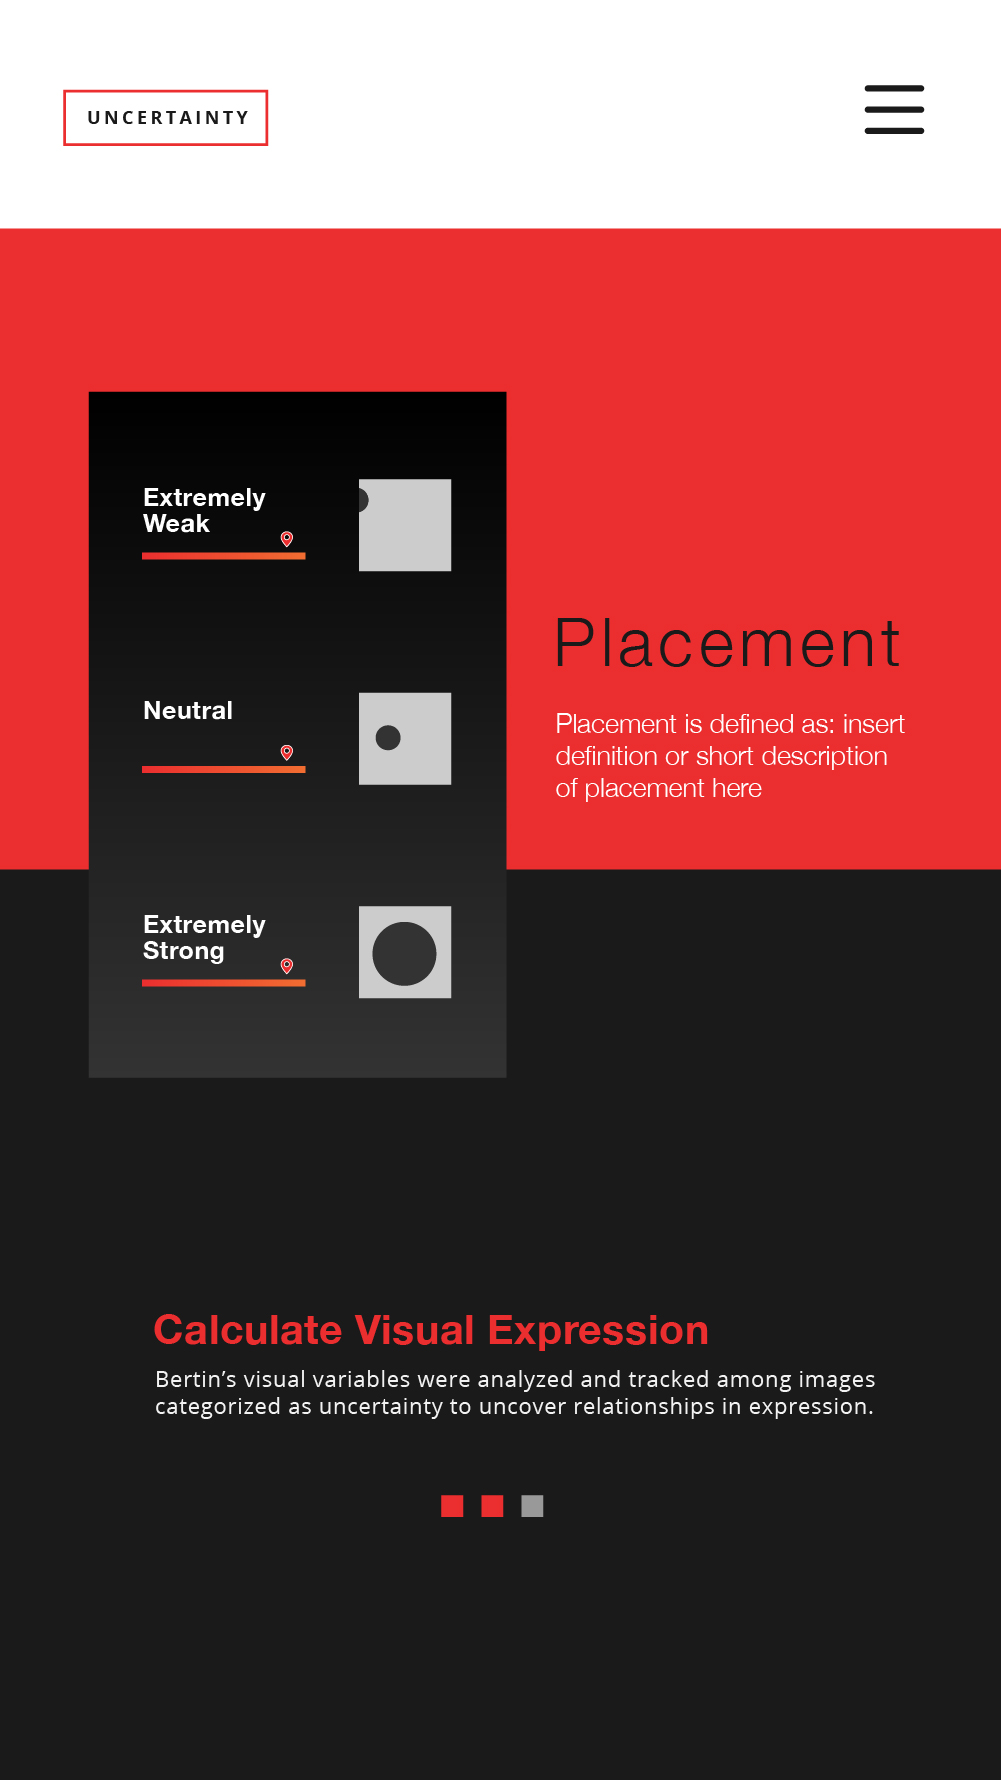 UNCERTAINTY
Extremely
Weak
Neutral
Extremely
Strong
Placement
Placement is defined as: insert
definition or short description
of placement here
Calculate Visual Expression
Bertin’s visual variables were analyzed and tracked among images
categorized as uncertainty to uncover relationships in expression.